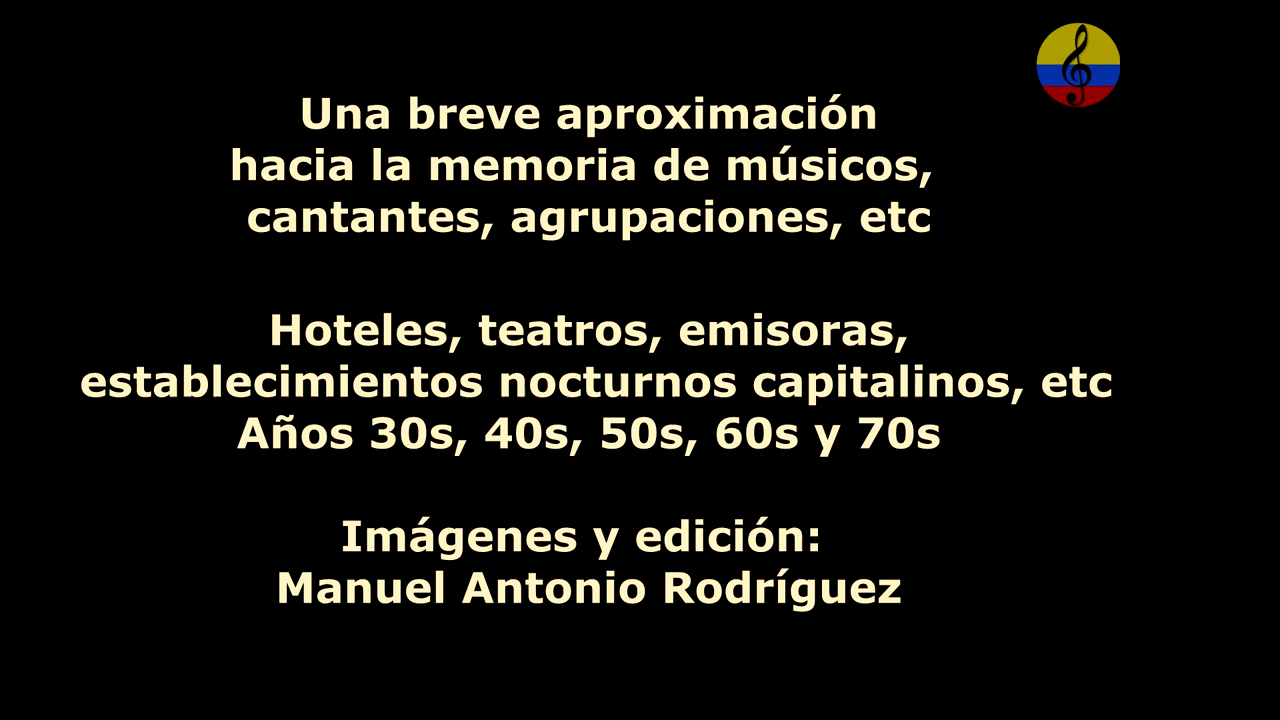 Una breve aproximación
hacia la memoria de músicos,
cantantes, agrupaciones, etc
Hoteles, teatros, emisoras,
establecimientos nocturnos capitalinos, etc
Años 30s, 40s, 50s, 60s y 70s
Imágenes y edición:
Manuel Antonio Rodríguez